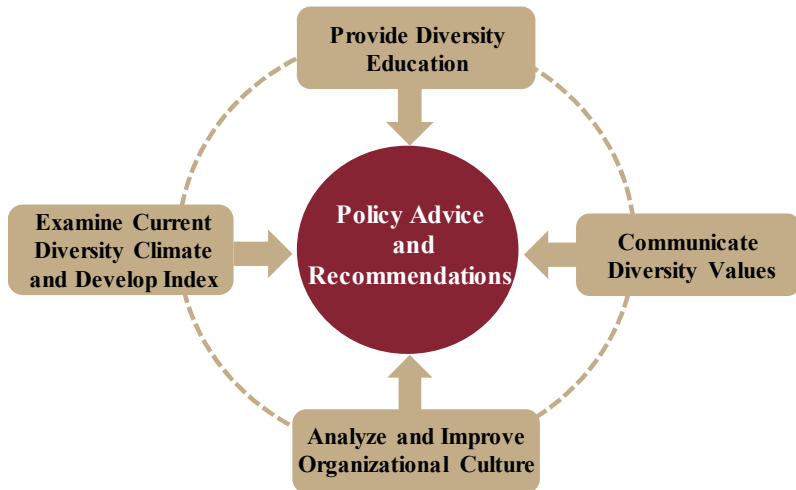 Provide Diversity
Education
Policy Advice
and
Recommendations
Examine Current
Diversity Climate
and Develop Index
Communicate
Diversity Values
Analyze and Improve
Organizational Culture